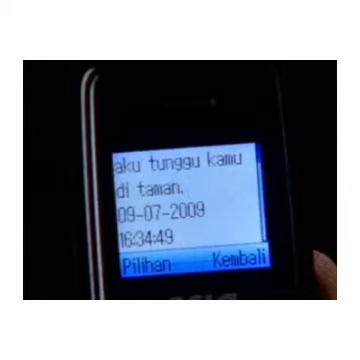 aku tunggu kamu
di taman.
09-07-2009
16:34:49
Pilihan Kembali